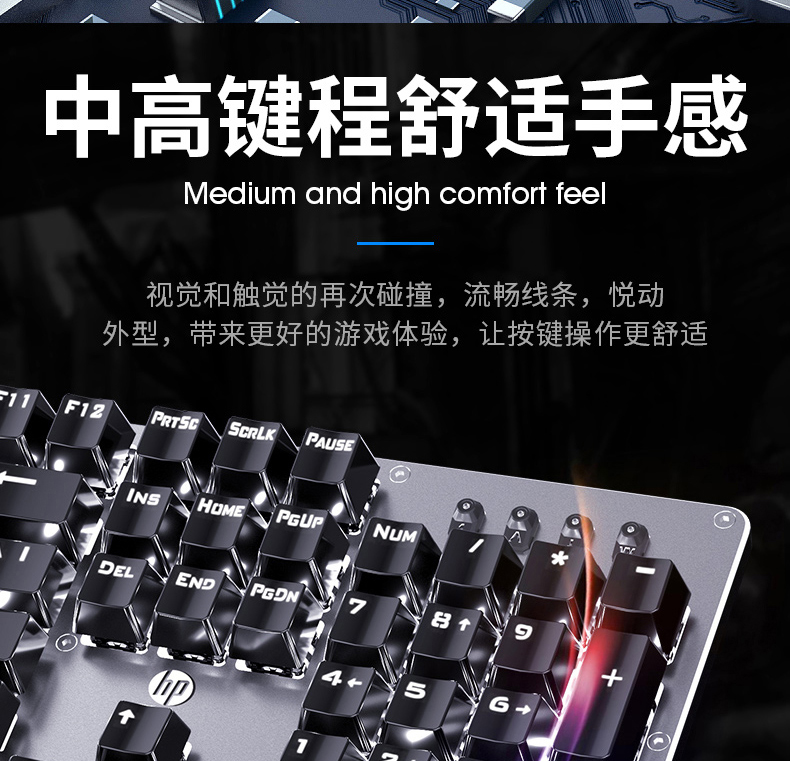 中高键程舒适手感
Medium and high comfort feel
视觉和触觉的再次碰撞，流畅线条，悦动
外型，带来更好的游戏体验，让按键操作更舒适
F11
F12
PRTSC
SCRLK
PAUSE
←
INS
HOME
PGUP
NUM
/
*
-
\ |
DEL
END
PGDN
7
8↑
9
+
hp
4←
5
6→
↑
1
2